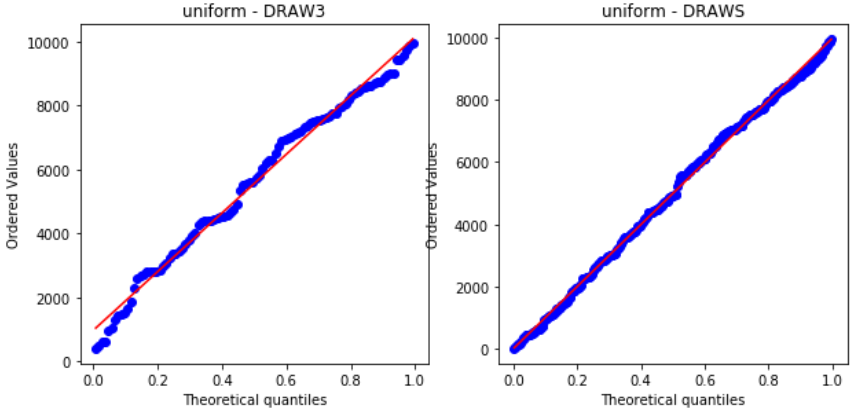 uniform - DRAW3
10000
8000
6000
4000
2000
0
Ordered Values
0.0 0.2 0.4 0.6 0.8 1.0
Theoretical quantiles
uniform - DRAWS
10000
8000
6000
4000
2000
0
Ordered Values
0.0 0.2 0.4 0.6 0.8 1.0
Theoretical quantiles